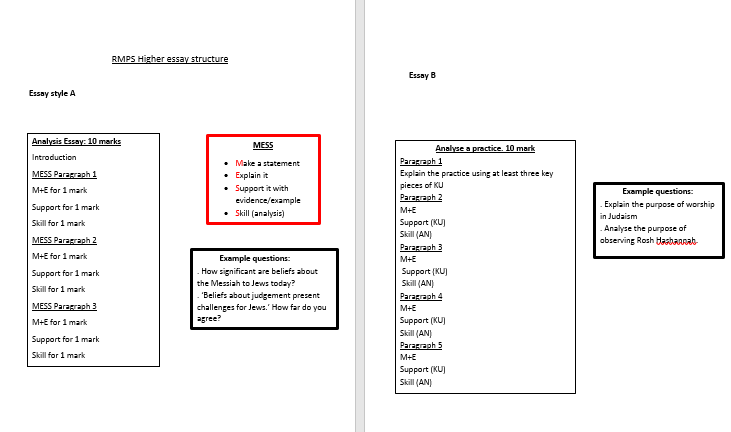 RMPS Higher essay structure
Essay style A
Analysis Essay: 10 marks
Introduction
MESS Paragraph 1
M+E for 1 mark
Support for 1 mark
Skill for 1 mark
MESS Paragraph 2
M+E for 1 mark
Support for 1 mark
Skill for 1 mark
MESS Paragraph 3
M+E for 1 mark
Support for 1 mark
Skill for 1 mark
MESS
• Make a statement
• Explain it
• Support it with
evidence/example
• Skill (analysis)
Example questions:
. How significant are beliefs about
the Messiah to Jews today?
. 'Beliefs about judgement present
challenges for Jews.' How far do you
agree?
Essay B
Analyse a practice. 10 mark
Paragraph 1
Explain the practice using at least three key
pieces of KU
Paragraph 2
M+E
Support (KU)
Skill (AN)
Paragraph 3
M+E
Support (KU)
Skill (AN)
Paragraph 4
M+E
Support (KU)
Skill (AN)
Paragraph 5
M+E
Support (KU)
Skill (AN)
Example questions:
. Explain the purpose of worship
in Judaism
. Analyse the purpose of
observing Rosh Hashannah.